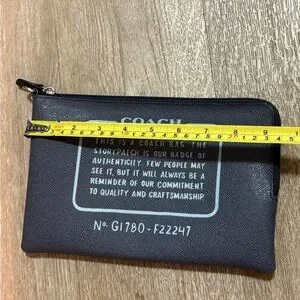 COACH
THIS IS A COACH BAG. THE
STORYPATCH IS OUR BADGE OF
AUTHENTICITY. FEW PEOPLE MAY
SEE IT, BUT IT WILL ALWAYS BE A
REMINDER OF OUR COMMITMENT
TO QUALITY AND CRAFTSMANSHIP
No. G1780-F22247